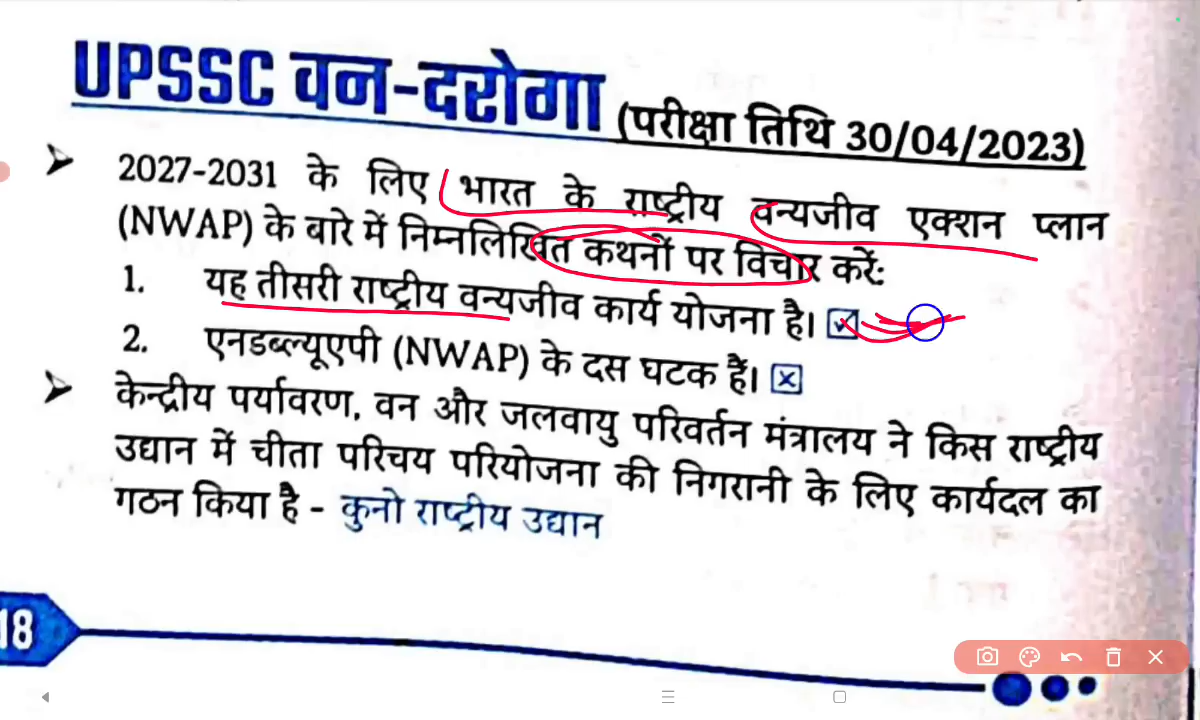 UPSSC वन-दरोगा (परीक्षा तिथि 30/04/2023)
➤ 2027-2031 के लिए भारत के राष्ट्रीय वन्यजीव एक्शन प्लान
(NWAP) के बारे में निम्नलिखित कथनों पर विचार करें:
1. यह तीसरी राष्ट्रीय वन्यजीव कार्य योजना है। ☑
2. एनडब्ल्यूएपी (NWAP) के दस घटक हैं। ☒
➤ केन्द्रीय पर्यावरण, वन और जलवायु परिवर्तन मंत्रालय ने किस राष्ट्रीय
उद्यान में चीता परिचय परियोजना की निगरानी के लिए कार्यदल का
गठन किया है - कुनो राष्ट्रीय उद्यान
18